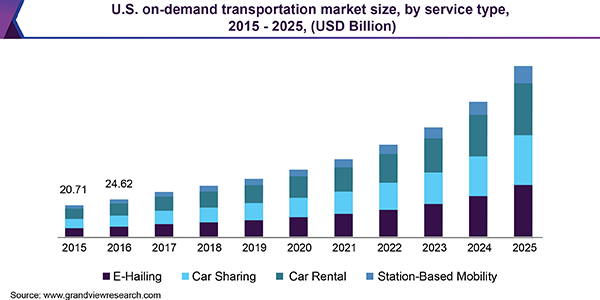 U.S. on-demand transportation market size, by service type,
2015 - 2025, (USD Billion)
20.71
24.62
2015 2016 2017 2018 2019 2020 2021 2022 2023 2024 2025
E-Hailing Car Sharing Car Rental Station-Based Mobility
Source: www.grandviewresearch.com